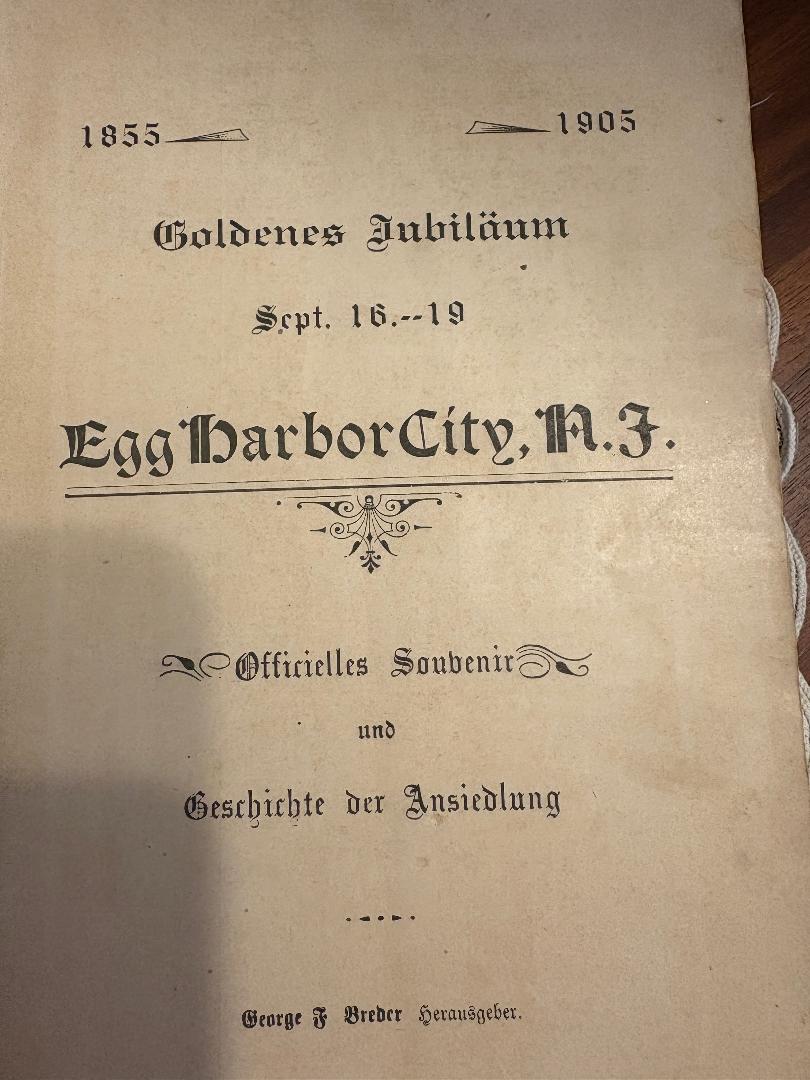 1855 1905
Goldenes Jubiläum
Sept. 16.--19
Egg Harbor City, N.J.
Officielles Souvenir
und
Geschichte der Ansiedlung
George F Breder Herausgeber.